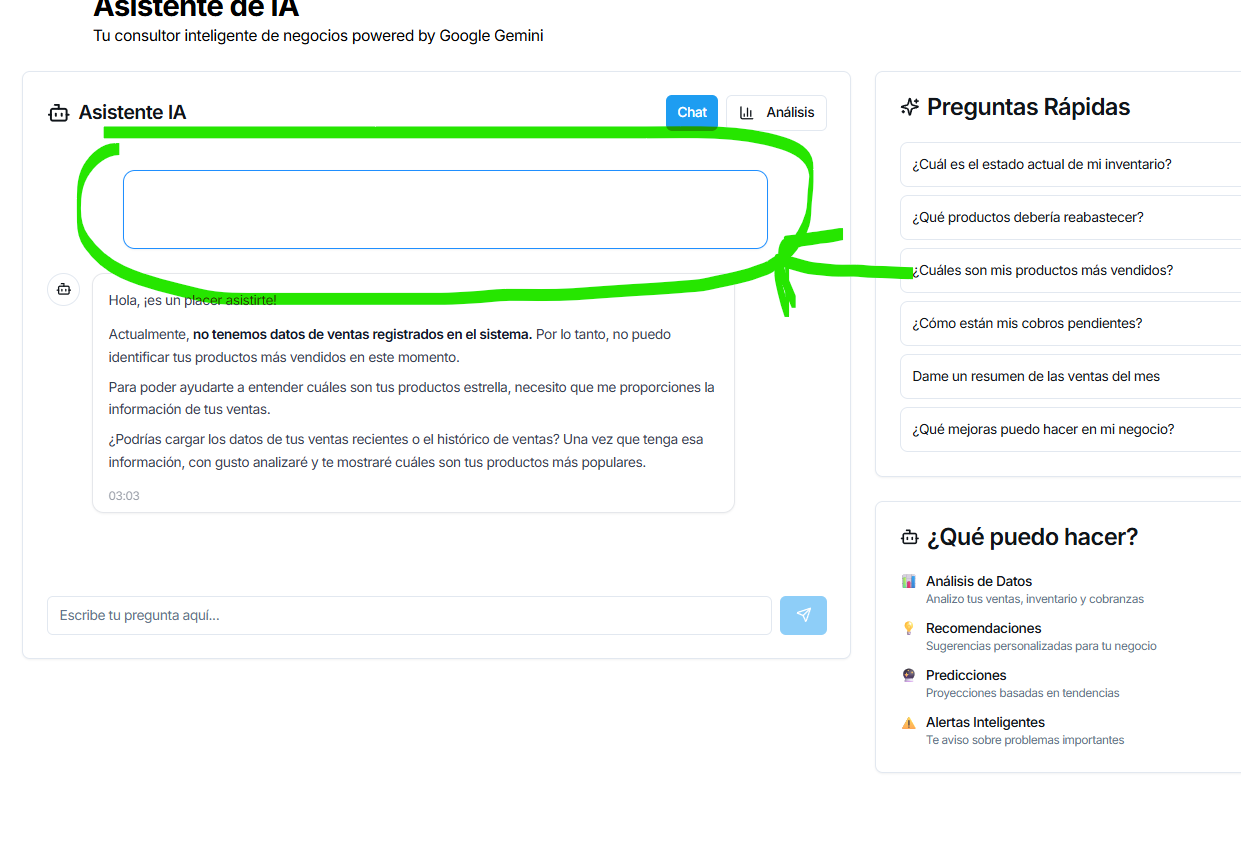 Asistente de IA
Tu consultor inteligente de negocios powered by Google Gemini
Asistente IA
Chat
Análisis
Hola, ¡es un placer asistirte!
Actualmente, no tenemos datos de ventas registrados en el sistema. Por lo tanto, no puedo
identificar tus productos más vendidos en este momento.
Para poder ayudarte a entender cuáles son tus productos estrella, necesito que me proporciones la
información de tus ventas.
¿Podrías cargar los datos de tus ventas recientes o el histórico de ventas? Una vez que tenga esa
información, con gusto analizaré y te mostraré cuáles son tus productos más populares.
03:03
Escribe tu pregunta aquí...
Preguntas Rápidas
¿Cuál es el estado actual de mi inventario?
¿Qué productos debería reabastecer?
¿Cuáles son mis productos más vendidos?
¿Cómo están mis cobros pendientes?
Dame un resumen de las ventas del mes
¿Qué mejoras puedo hacer en mi negocio?
¿Qué puedo hacer?
Análisis de Datos
Analizo tus ventas, inventario y cobranzas
Recomendaciones
Sugerencias personalizadas para tu negocio
Predicciones
Proyecciones basadas en tendencias
Alertas Inteligentes
Te aviso sobre problemas importantes